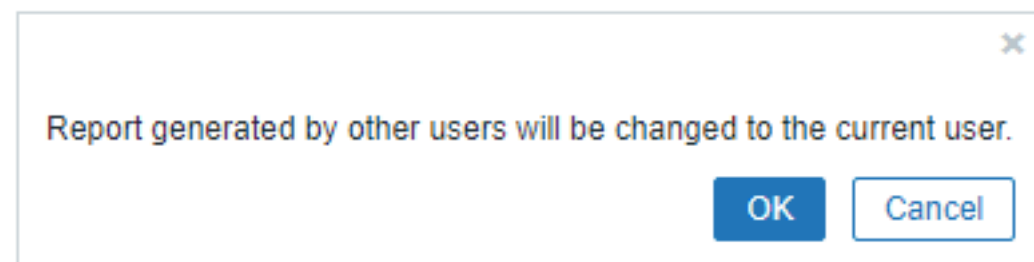 Report generated by other users will be changed to the current user.
OK Cancel